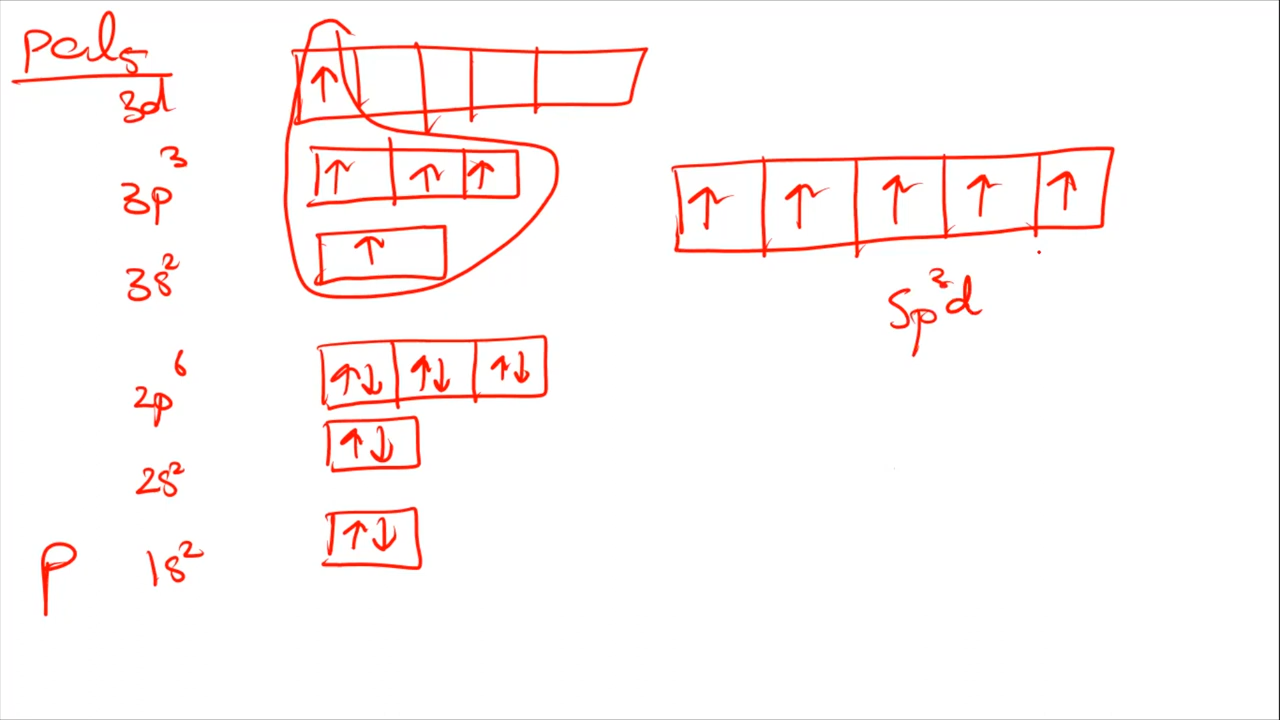 PCl₅
3d
3p³
3s²
sp³d
2p⁶
2s²
P 1s²